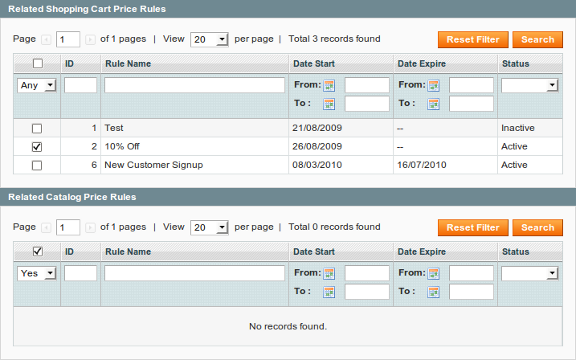 Related Shopping Cart Price Rules
Page 1 of 1 pages | View 20 per page | Total 3 records found Reset Filter Search
ID Rule Name Date Start Date Expire Status
Any From: From:
To : To :
1 Test 21/08/2009 -- Inactive
2 10% Off 26/08/2009 -- Active
6 New Customer Signup 08/03/2010 16/07/2010 Active
Related Catalog Price Rules
Page 1 of 1 pages | View 20 per page | Total 0 records found Reset Filter Search
ID Rule Name Date Start Date Expire Status
Yes From: From:
To : To :
No records found.